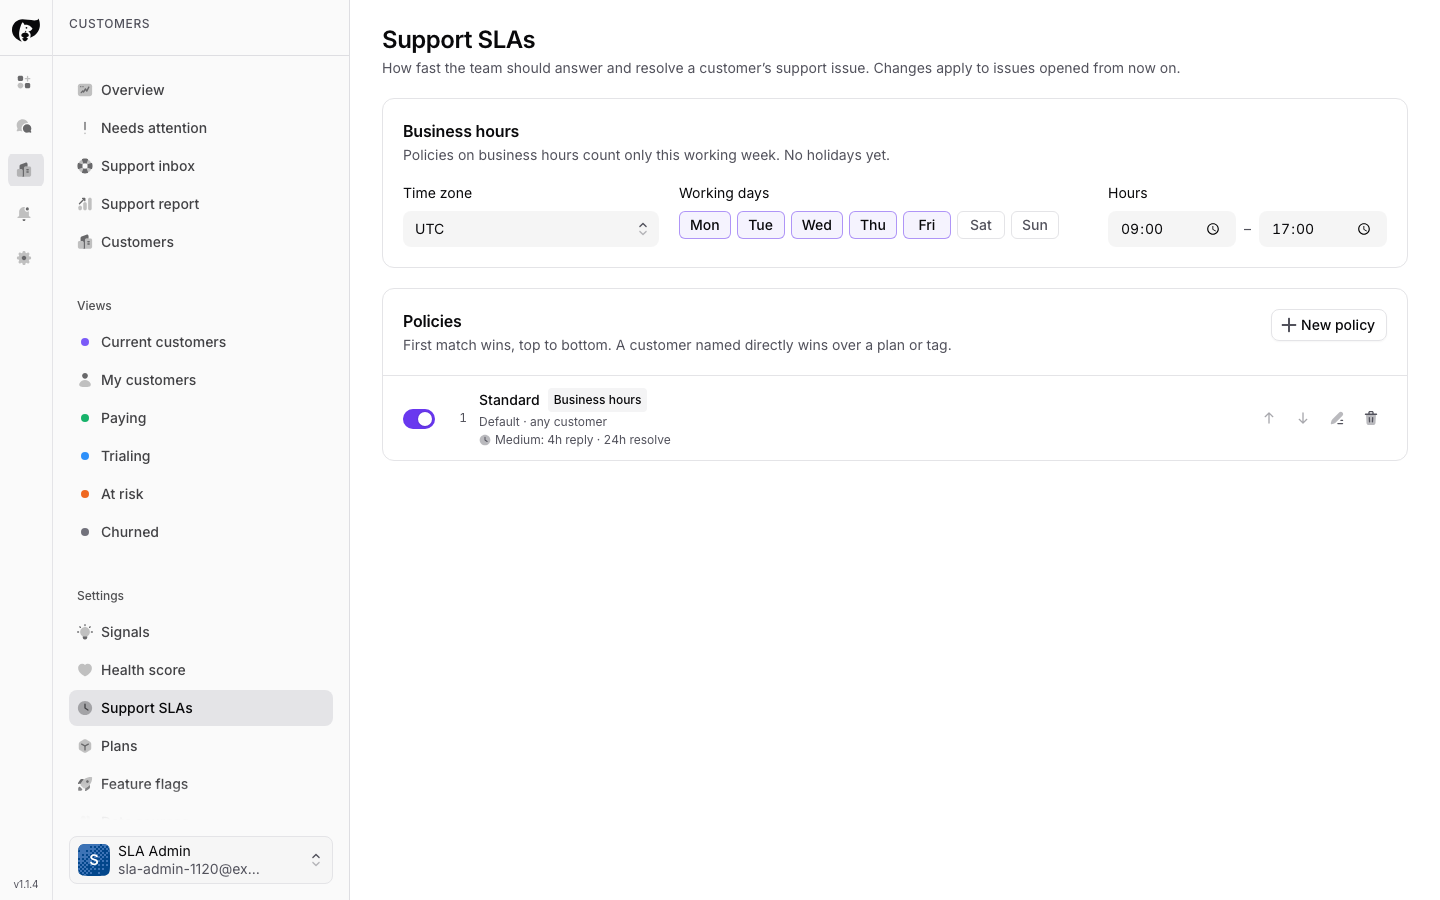 CUSTOMERS
Overview
Needs attention
Support inbox
Support report
Customers
Views
Current customers
My customers
Paying
Trialing
At risk
Churned
Settings
Signals
Health score
Support SLAs
Plans
Feature flags
S
SLA Admin
sla-admin-1120@ex...
v1.1.4
Support SLAs
How fast the team should answer and resolve a customer’s support issue. Changes apply to issues opened from now on.
Business hours
Policies on business hours count only this working week. No holidays yet.
Time zone
Working days
Hours
UTC
Mon Tue Wed Thu Fri Sat Sun
09:00 – 17:00
Policies
New policy
First match wins, top to bottom. A customer named directly wins over a plan or tag.
1
Standard Business hours
Default · any customer
Medium: 4h reply · 24h resolve